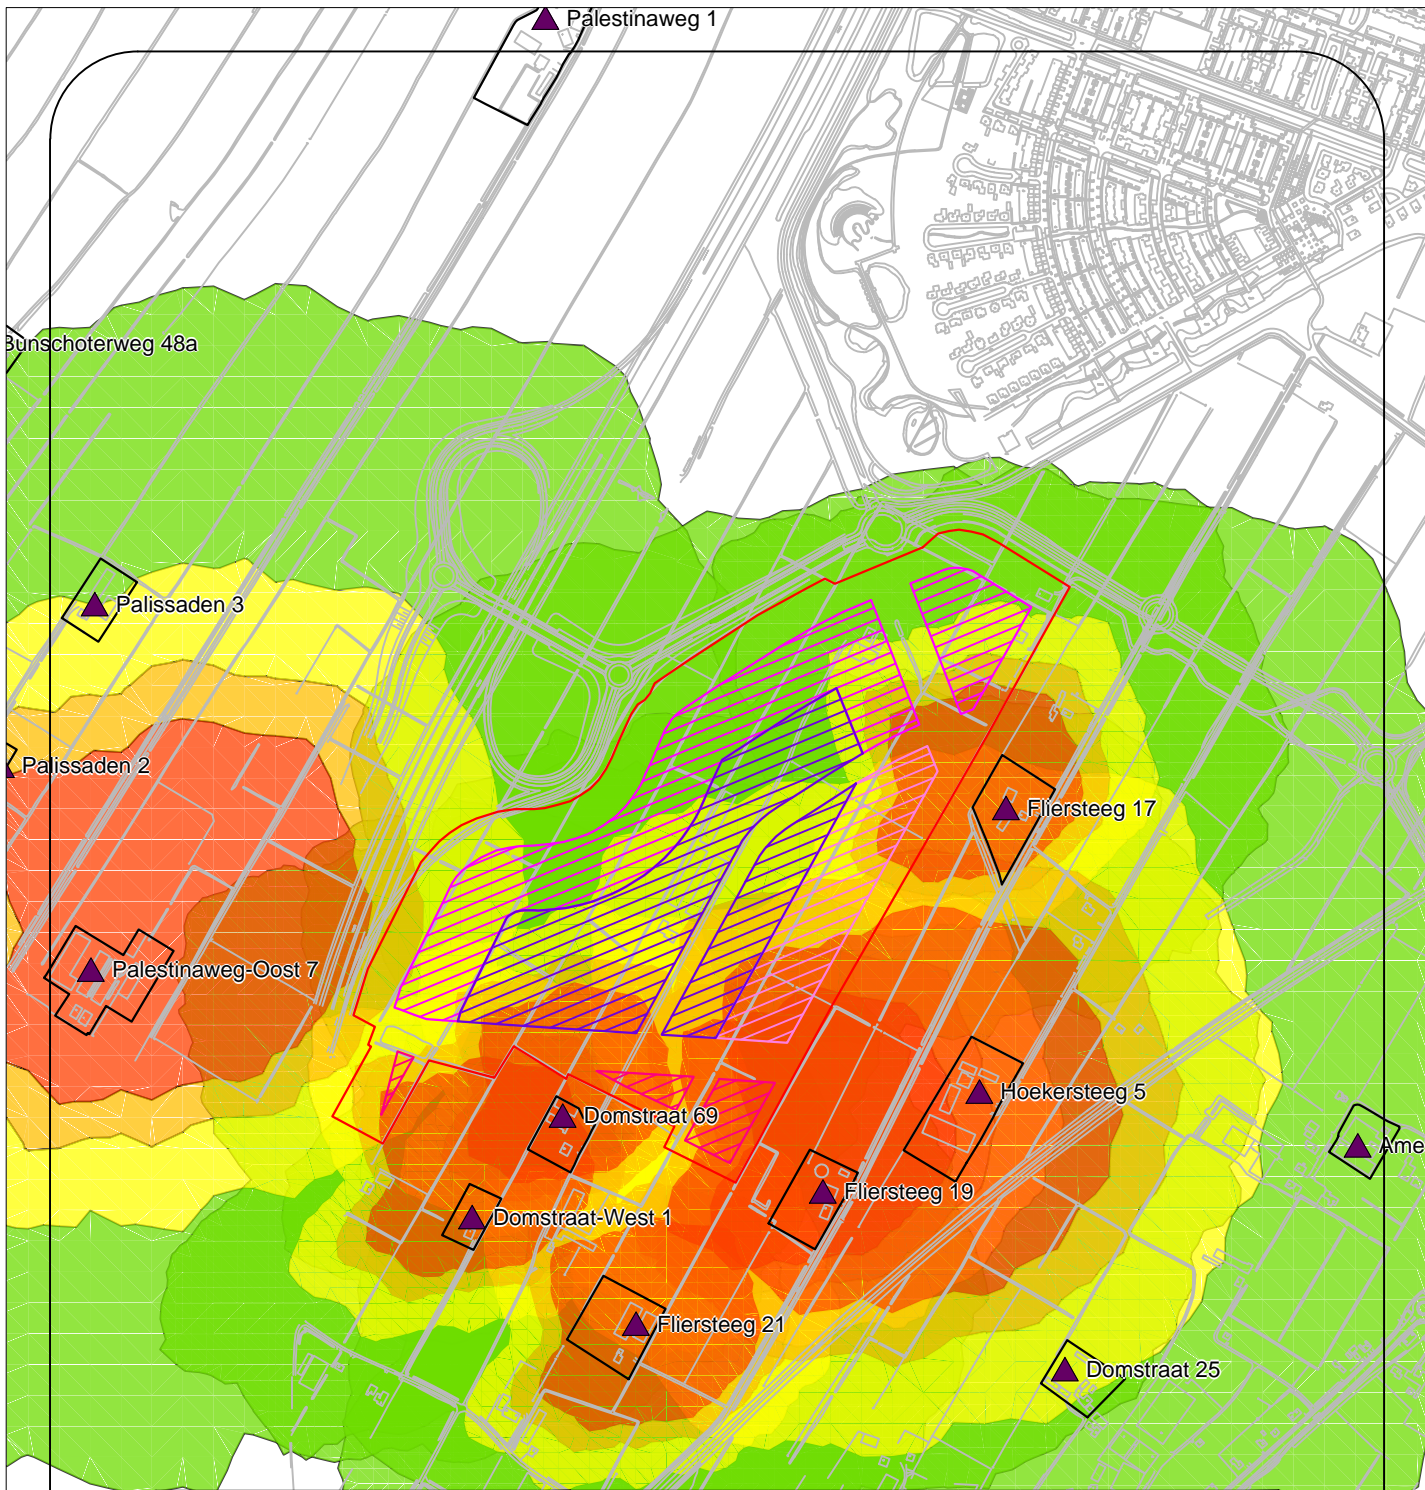 Palestinaweg 1
Bunschoterweg 48a
Palissaden 3
Palissaden 2
Fliersteeg 17
Palestinaweg-Oost 7
Hoekersteeg 5
Domstraat 69
Ame
Fliersteeg 19
Domstraat-West 1
Fliersteeg 21
Domstraat 25